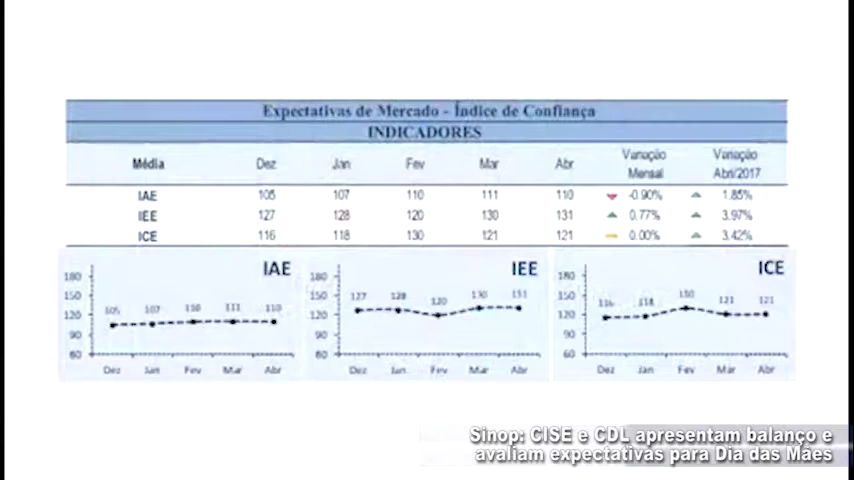 Expectativas de Mercado - Índice de Confiança
INDICADORES
Média Dez Jan Fev Mar Abr Variação Mensal Variação Abril/2017
IAE 105 107 110 111 110 -0.90% 1.85%
IEE 127 128 120 130 131 0.77% 3.97%
ICE 116 118 130 121 121 0.00% 3.42%
IAE
180
150
120
90
60
105 107 110 111 110
Dez Jan Fev Mar Abr
IEE
180
150
120
90
60
127 128 120 130 131
Dez Jan Fev Mar Abr
ICE
180
150
120
90
60
116 118 130 121 121
Dez Jan Fev Mar Abr
Sinop: CISE e CDL apresentam balanço e
avaliam expectativas para Dia das Mães